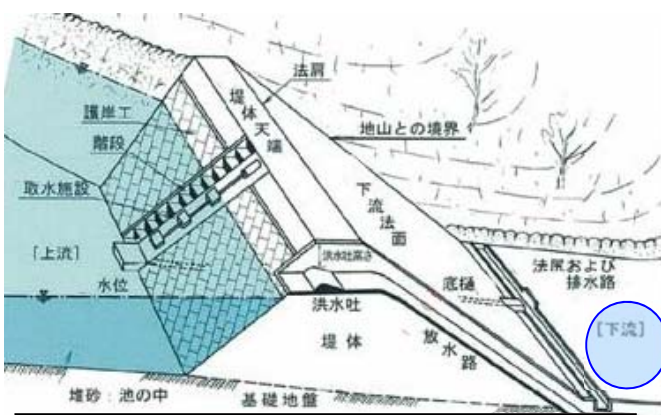 法肩
護岸工
堤体天端
階段
地山との境界
取水施設
下流法面
[上流]
洪水吐高さ
法尻および
排水路
水位
底樋
洪水吐
[下流]
堤体
放水路
堆砂：池の中
基礎地盤